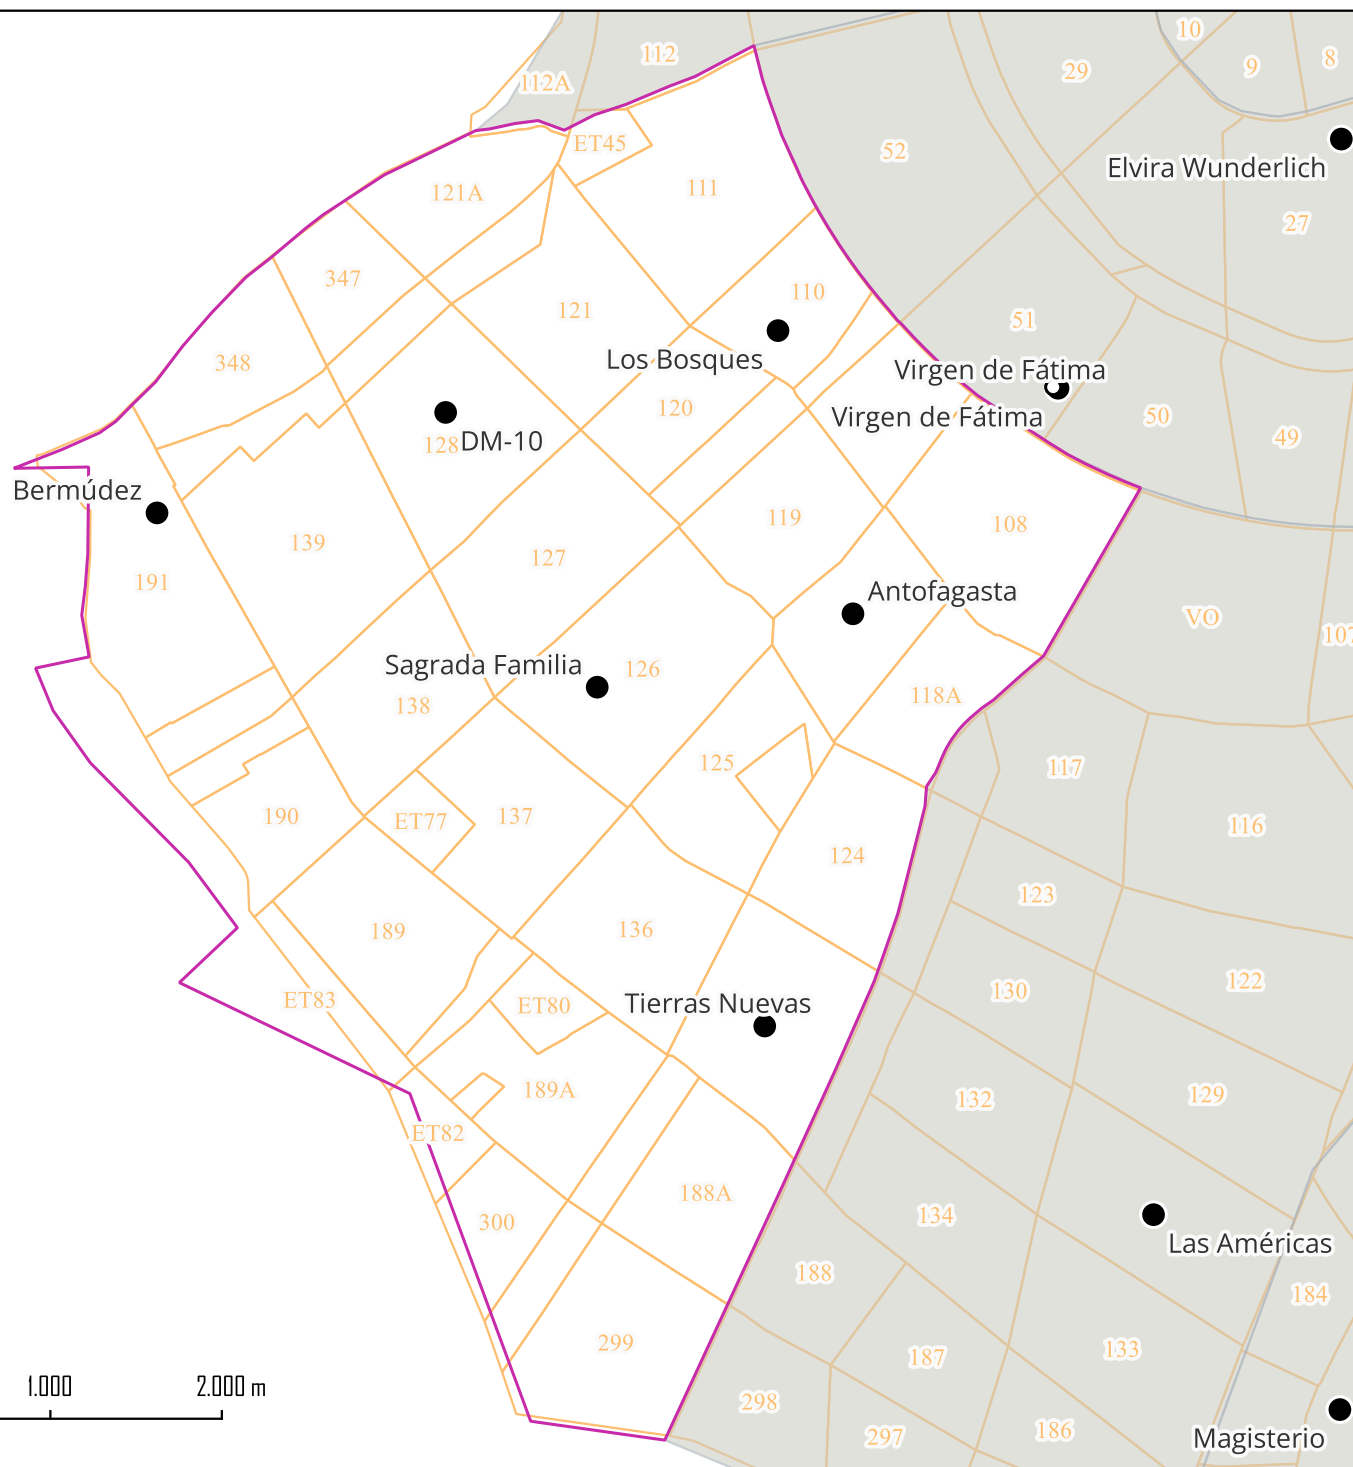 10
112
9
8
29
112A
ET45
52
Elvira Wunderlich
111
121A
27
347
110
121
51
Los Bosques
348
Virgen de Fátima
120
Virgen de Fátima
50
49
128
DM-10
Bermúdez
119
108
139
127
191
Antofagasta
VO
107
Sagrada Familia
126
118A
138
125
117
190
ET77
137
116
124
123
189
136
122
130
ET83
ET80
Tierras Nuevas
189A
132
129
ET82
188A
134
300
Las Américas
188
184
299
133
187
1.000
2.000 m
298
186
297
Magisterio